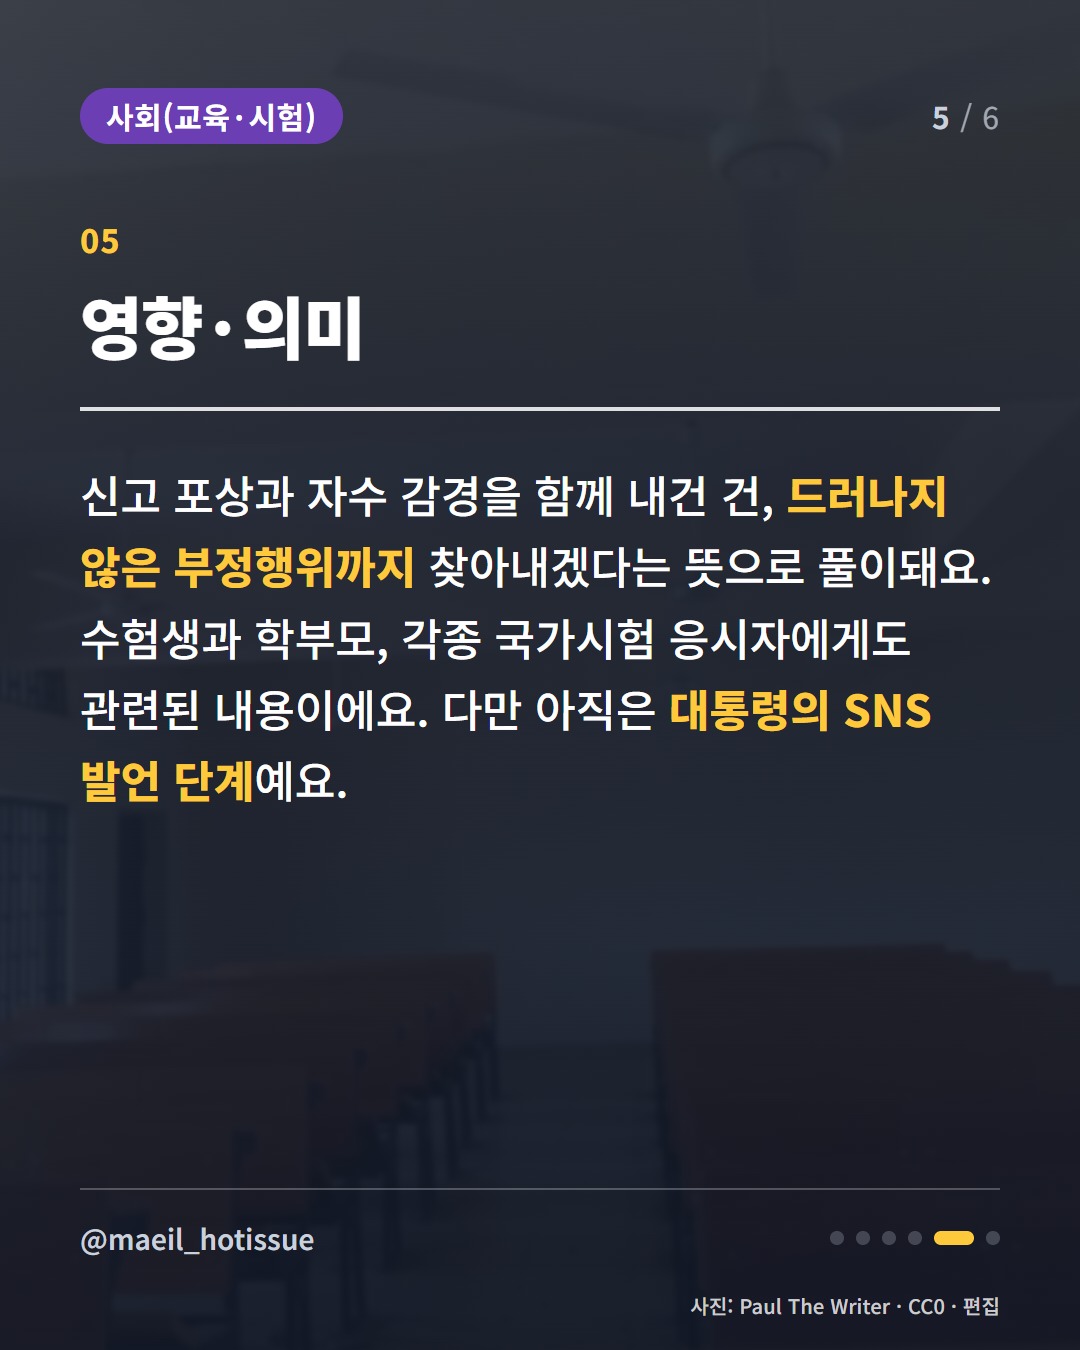 사회(교육·시험)
5 / 6
05
영향·의미
신고 포상과 자수 감경을 함께 내건 건, 드러나지
않은 부정행위까지 찾아내겠다는 뜻으로 풀이돼요.
수험생과 학부모, 각종 국가시험 응시자에게도
관련된 내용이에요. 다만 아직은 대통령의 SNS
발언 단계예요.
@maeil_hotissue
사진: Paul The Writer · CC0 · 편집